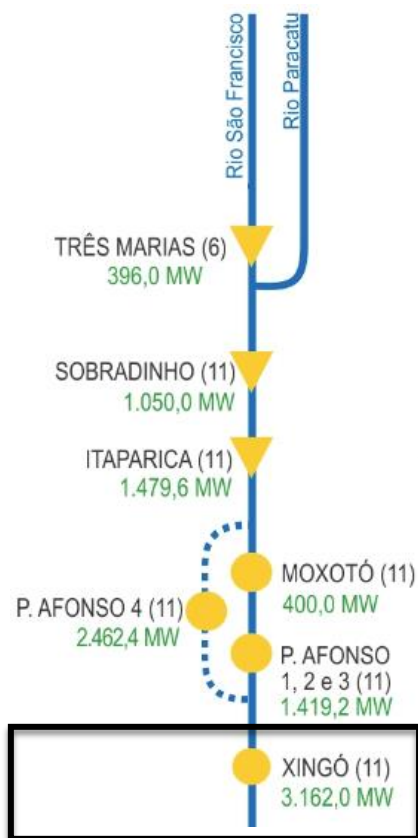 Rio São Francisco
Rio Paracatu
TRÊS MARIAS (6)
396,0 MW
SOBRADINHO (11)
1.050,0 MW
ITAPARICA (11)
1.479,6 MW
MOXOTÓ (11)
400,0 MW
P. AFONSO 4 (11)
2.462,4 MW
P. AFONSO
1, 2 e 3 (11)
1.419,2 MW
XINGÓ (11)
3.162,0 MW